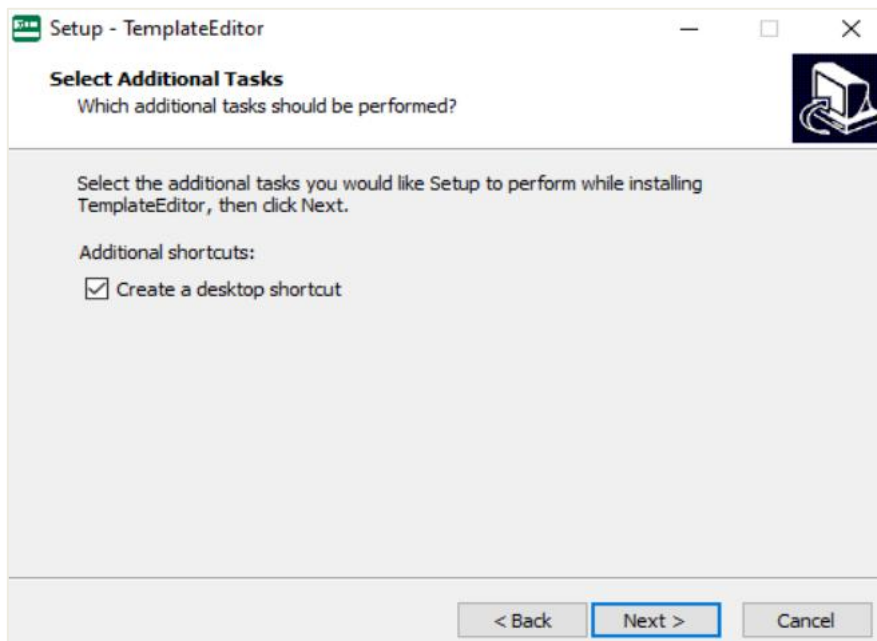 Setup - TemplateEditor
Select Additional Tasks
Which additional tasks should be performed?
Select the additional tasks you would like Setup to perform while installing
TemplateEditor, then click Next.
Additional shortcuts:
Create a desktop shortcut
< Back
Next >
Cancel